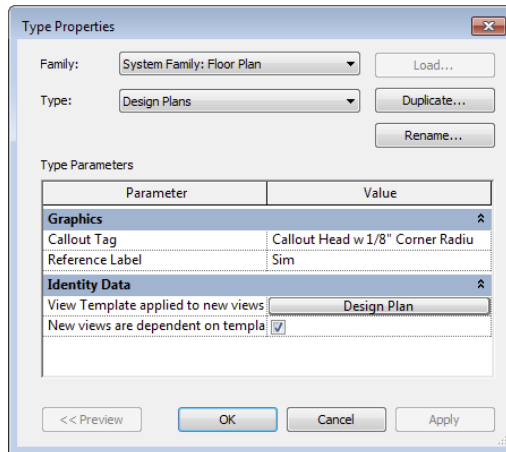 Type Properties
Family: System Family: Floor Plan Load...
Type: Design Plans Duplicate...
Rename...
Type Parameters
Parameter Value
Graphics
Callout Tag Callout Head w 1/8" Corner Radiu
Reference Label Sim
Identity Data
View Template applied to new views Design Plan
New views are dependent on templa
<< Preview OK Cancel Apply